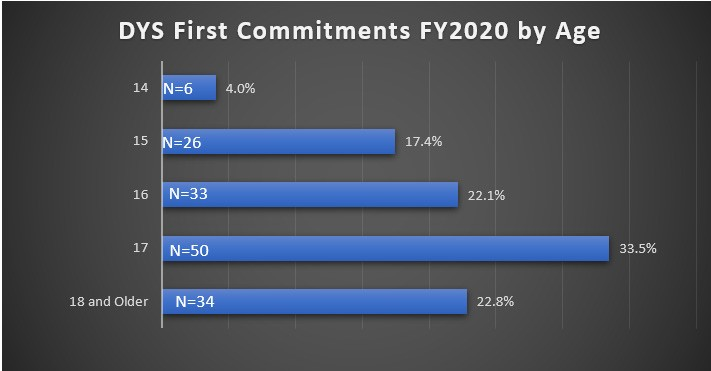 DYS First Commitments FY2020 by Age
14 N=6 4.0%
15 N=26 17.4%
16 N=33 22.1%
17 N=50 33.5%
18 and Older N=34 22.8%